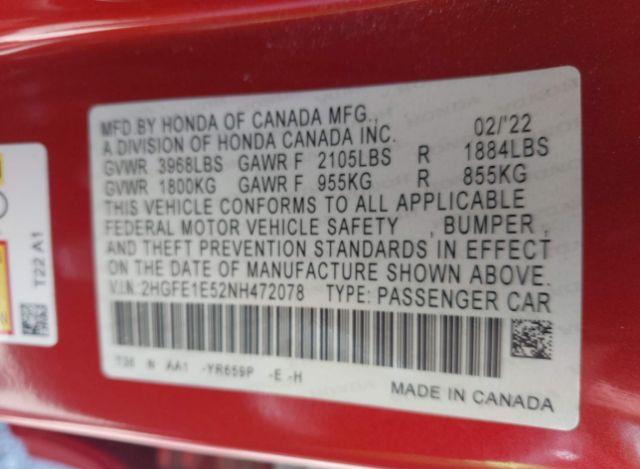 MFD.BY HONDA OF CANADA MFG., 02/'22
A DIVISION OF HONDA CANADA INC.
GVWR 3968LBS GAWR F 2105LBS R 1884LBS
GVWR 1800KG GAWR F 955KG R 855KG
THIS VEHICLE CONFORMS TO ALL APPLICABLE
FEDERAL MOTOR VEHICLE SAFETY , BUMPER ,
AND THEFT PREVENTION STANDARDS IN EFFECT
ON THE DATE OF MANUFACTURE SHOWN ABOVE.
V.I.N:2HGFE1E52NH472078 TYPE: PASSENGER CAR
N AA1 -YR659P -E -H
MADE IN CANADA
T22 A1